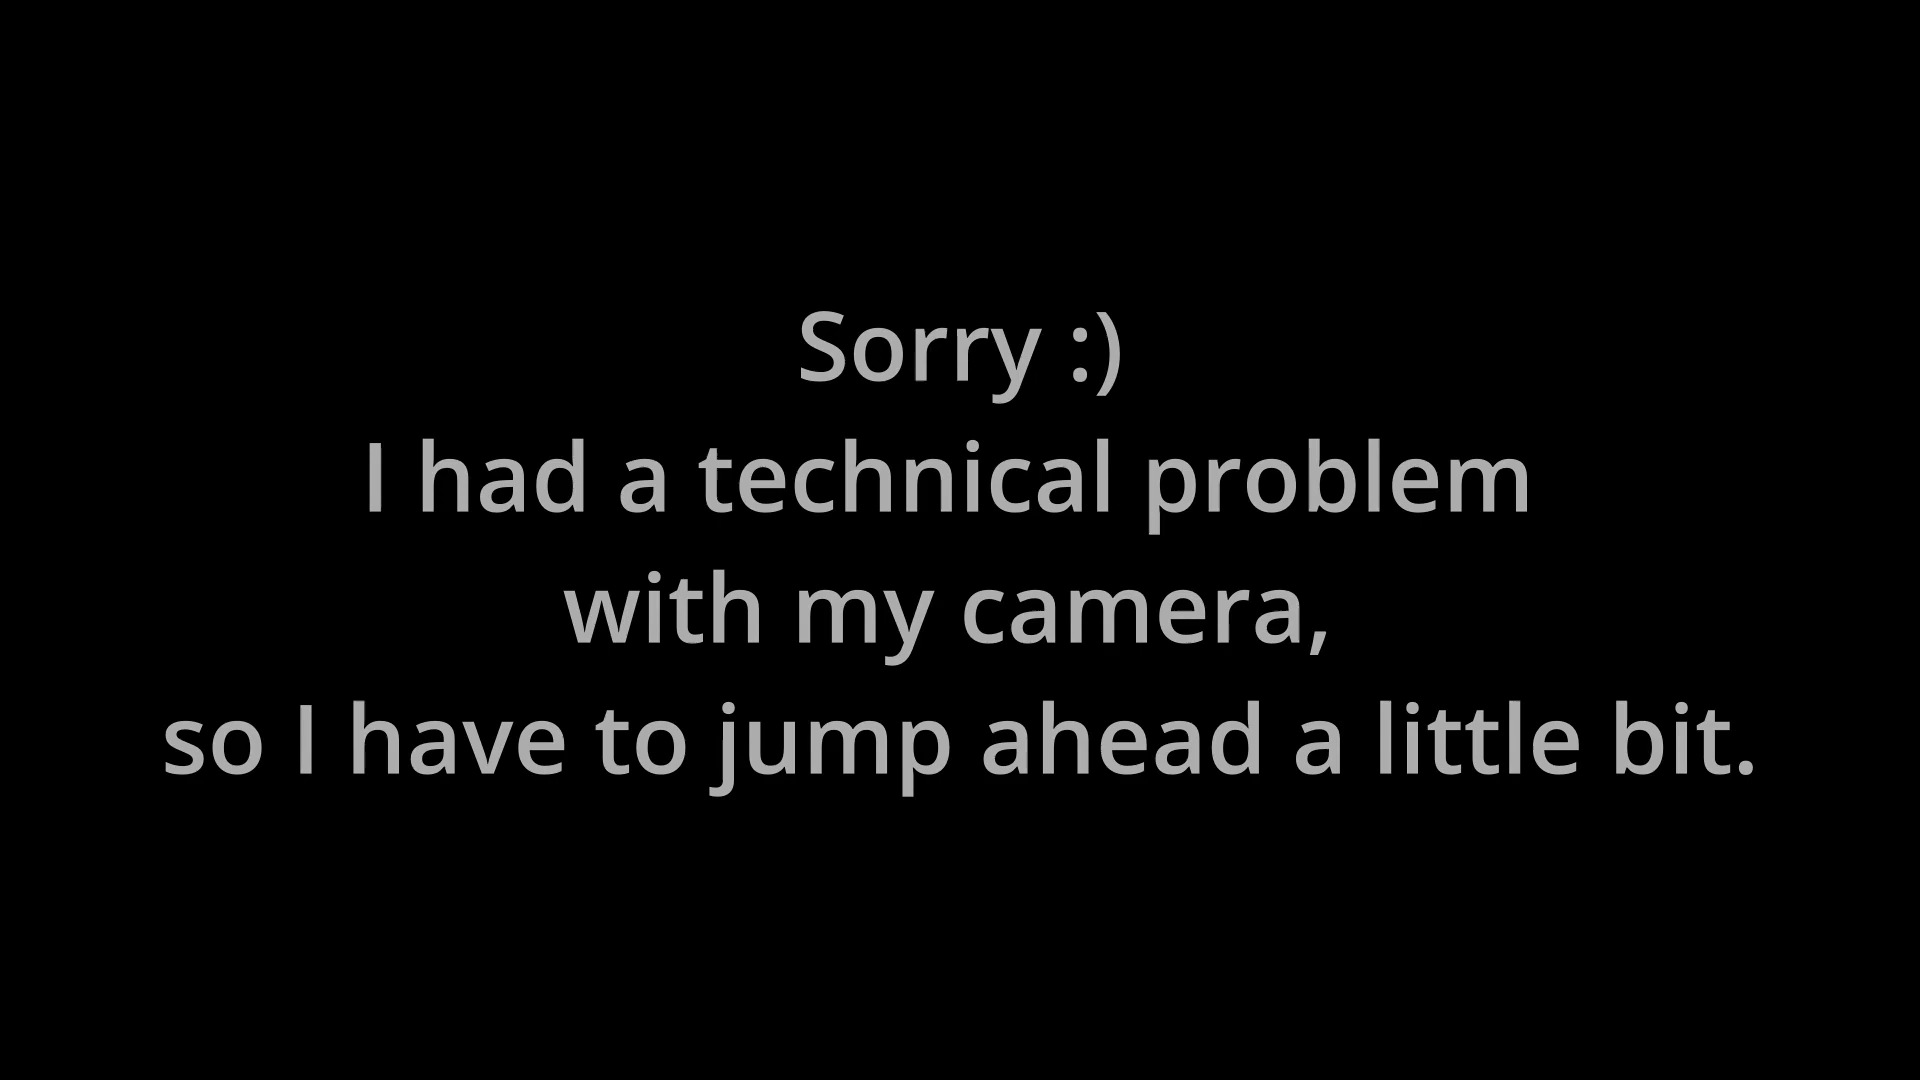 Sorry :)
I had a technical problem
with my camera,
so I have to jump ahead a little bit.